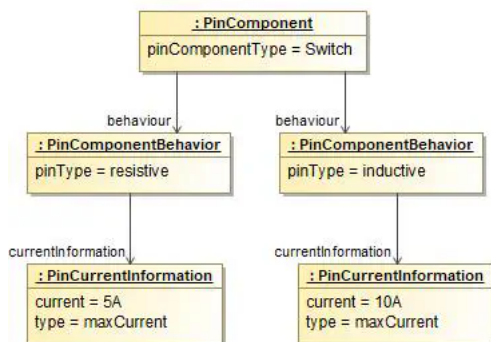 : PinComponent
pinComponentType = Switch
behaviour
behaviour
: PinComponentBehavior
pinType = resistive
: PinComponentBehavior
pinType = inductive
currentInformation
currentInformation
: PinCurrentInformation
current = 5A
type = maxCurrent
: PinCurrentInformation
current = 10A
type = maxCurrent